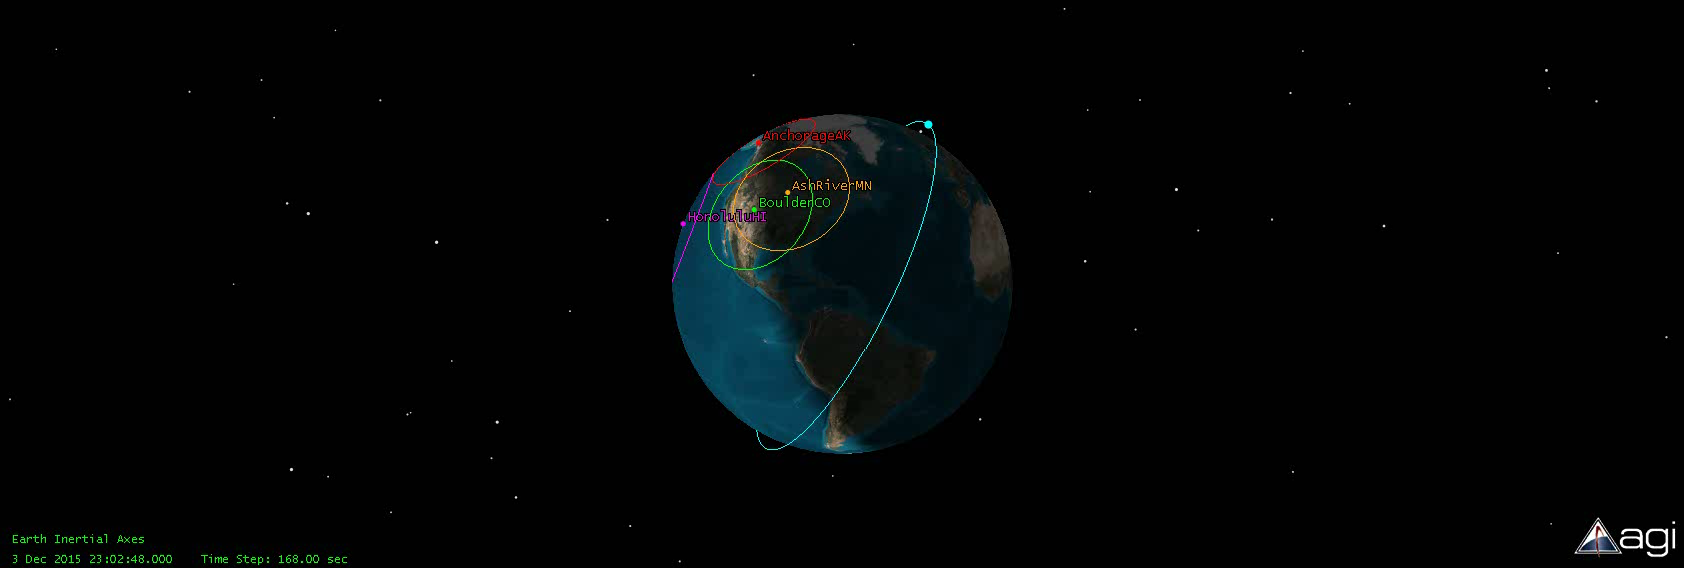 AnchorageAK
AshRiverMN
BoulderCO
HonoluluHI
Earth Inertial Axes
3 Dec 2015 23:02:48.000 Time Step: 168.00 sec
agi